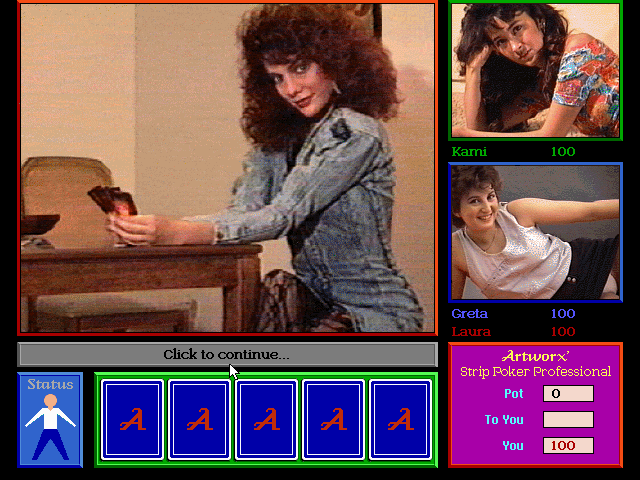 Kami 100
Greta 100
Laura 100
Click to continue...
Artworx'
Strip Poker Professional
Status
Pot 0
To You
You 100
A A A A A